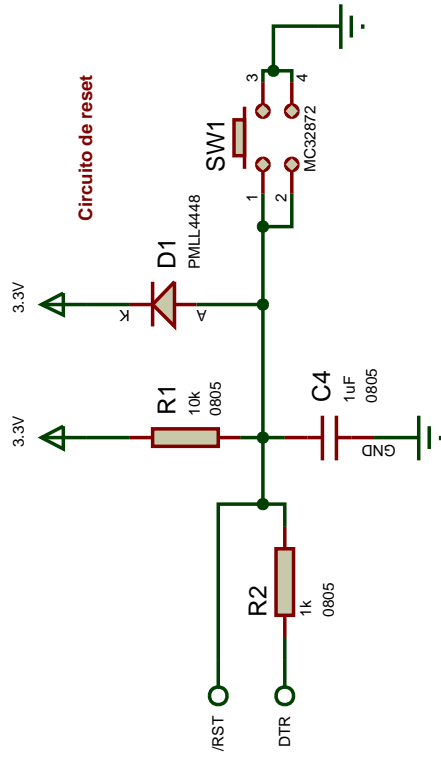 Circuito de reset
3.3V
3.3V
K
D1
PMLL4448
A
R1
10k
0805
SW1
1
2
3
4
MC32872
C4
1uF
0805
GND
R2
1k
0805
/RST
DTR